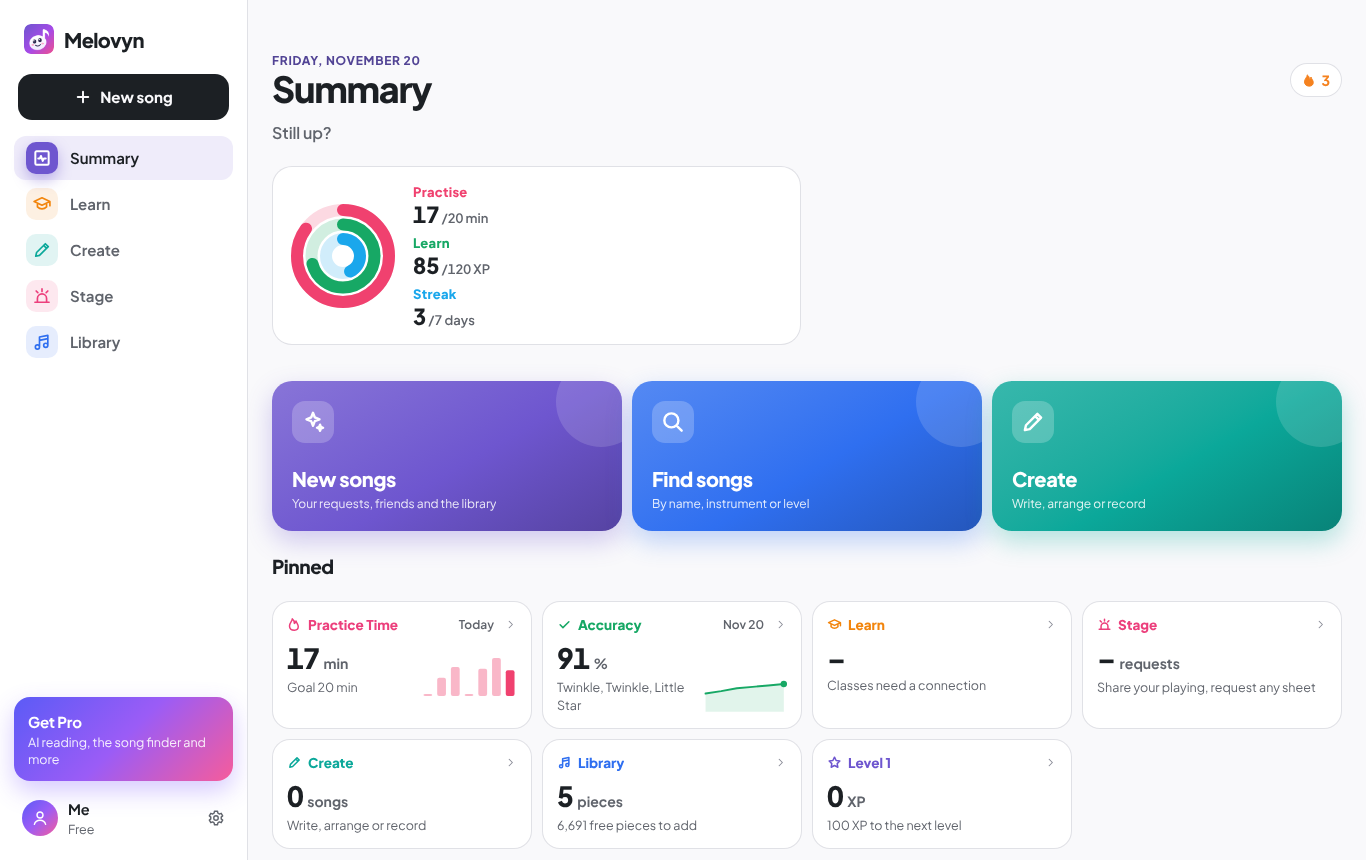 Melovyn
New song
Summary
Learn
Create
Stage
Library
Get Pro
AI reading, the song finder and
more
Me
Free
FRIDAY, NOVEMBER 20
Summary
3
Still up?
Practise
17 /20 min
Learn
85 /120 XP
Streak
3 /7 days
New songs
Your requests, friends and the library
Find songs
By name, instrument or level
Create
Write, arrange or record
Pinned
Practice Time Today
17 min
Goal 20 min
Accuracy Nov 20
91 %
Twinkle, Twinkle, Little
Star
Learn
–
Classes need a connection
Stage
– requests
Share your playing, request any sheet
Create
0 songs
Write, arrange or record
Library
5 pieces
6,691 free pieces to add
Level 1
0 XP
100 XP to the next level